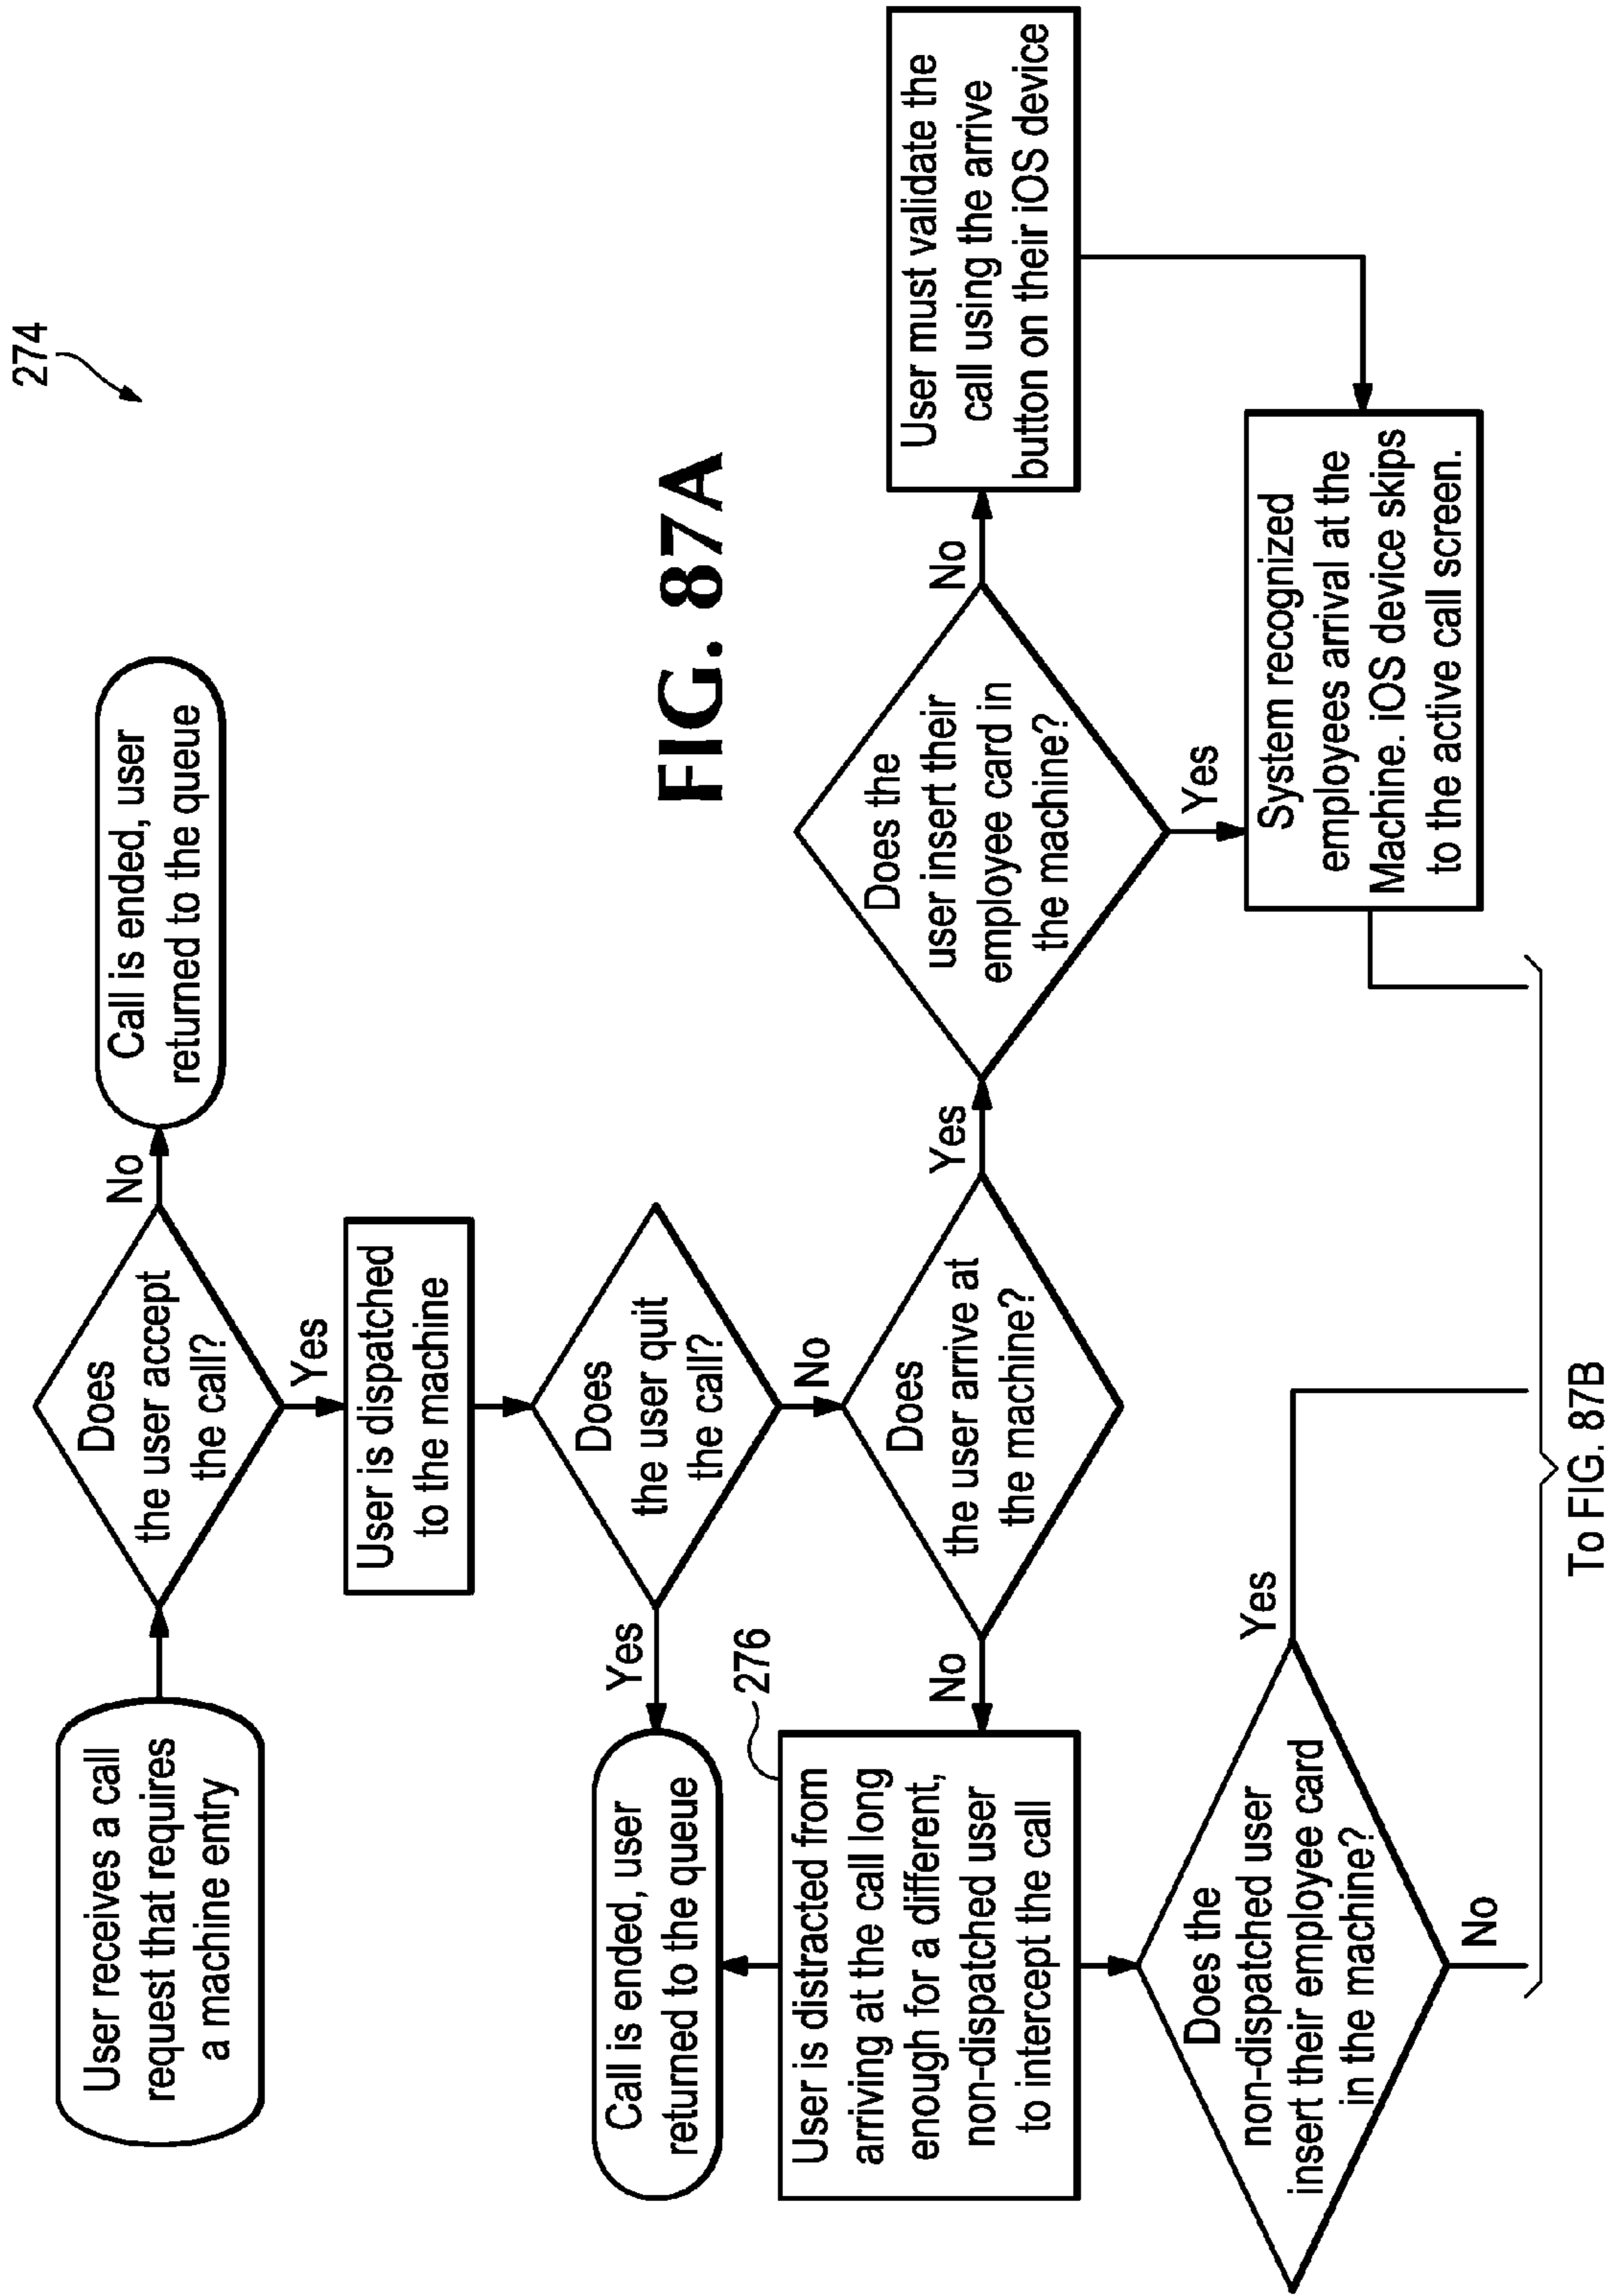 274
User receives a call
request that requires
a machine entry
Does
the user accept
the call?
No
Call is ended, user
returned to the queue
Yes
User is dispatched
to the machine
Does
the user quit
the call?
Yes
Call is ended, user
returned to the queue
No
Does
the user arrive at
the machine?
No
276
User is distracted from
arriving at the call long
enough for a different,
non-dispatched user
to intercept the call
Yes
Does the
user insert their
employee card in
the machine?
No
User must validate the
call using the arrive
button on their iOS device
Yes
System recognized
employees arrival at the
Machine. iOS device skips
to the active call screen.
Does the
non-dispatched user
insert their employee card
in the machine?
Yes
No
To FIG. 87B
FIG. 87A